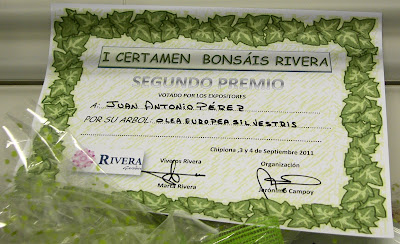 I CERTAMEN BONSÁIS RIVERA
SEGUNDO PREMIO
VOTADO POR LOS EXPOSITORES
A: JUAN ANTONIO PÉREZ
POR SU ARBOL: OLEA EUROPEA SILVESTRIS
Chipiona ,3 y 4 de Septiembre 2011
RIVERA
Viveros Rivera
Organización
Marta Rivera
Jerónimo Campoy